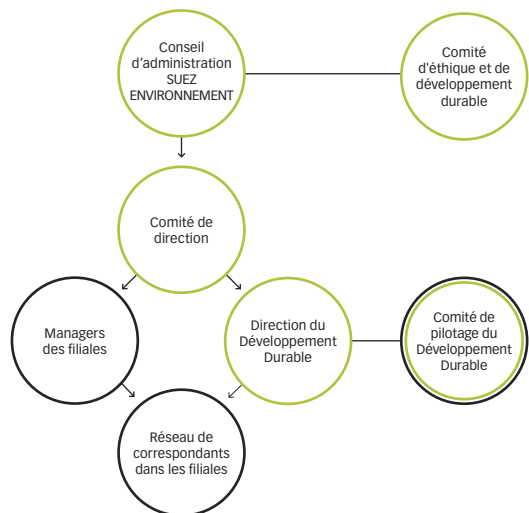 Conseil
d'administration
SUEZ
ENVIRONNEMENT
Comité
d'éthique et de
développement
durable
Comité de
direction
Managers
des filiales
Direction du
Développement
Durable
Comité de
pilotage du
Développement
Durable
Réseau de
correspondants
dans les filiales